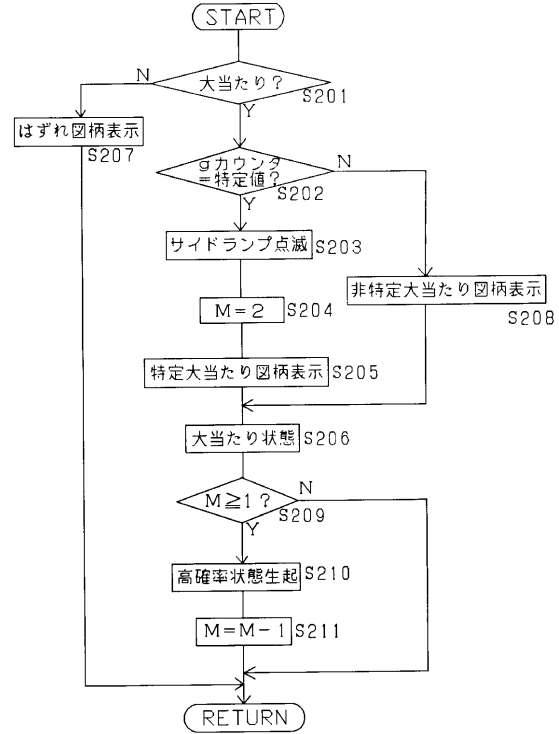 START
N
大当たり?
S201
Y
はずれ図柄表示
S207
gカウンタ
=特定値?
N
S202
Y
サイドランプ点滅
S203
非特定大当たり図柄表示
S208
M=2
S204
特定大当たり図柄表示
S205
大当たり状態
S206
M≧1?
N
S209
Y
高確率状態生起
S210
M=M-1
S211
RETURN